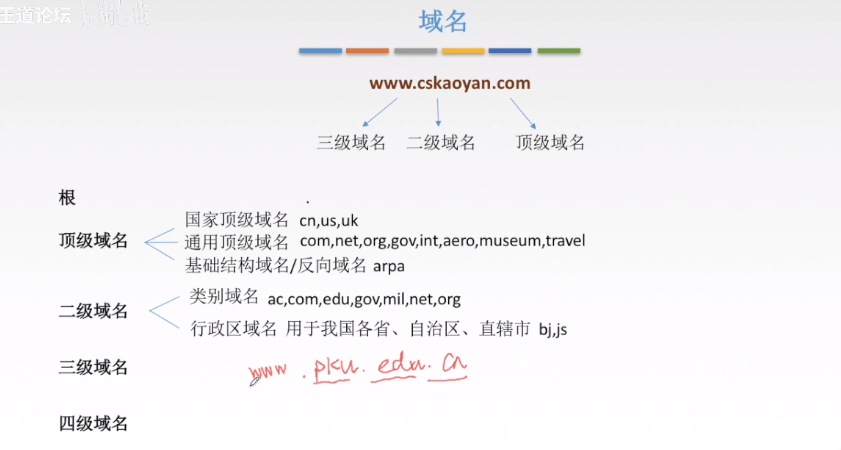 王道论坛
域名
www.cskaoyan.com
三级域名 二级域名 顶级域名
根 .
国家顶级域名 cn,us,uk
顶级域名 通用顶级域名 com,net,org,gov,int,aero,museum,travel
基础结构域名/反向域名 arpa
类别域名 ac,com,edu,gov,mil,net,org
二级域名
行政区域名 用于我国各省、自治区、直辖市 bj,js
三级域名 www.pku.edu.cn
四级域名